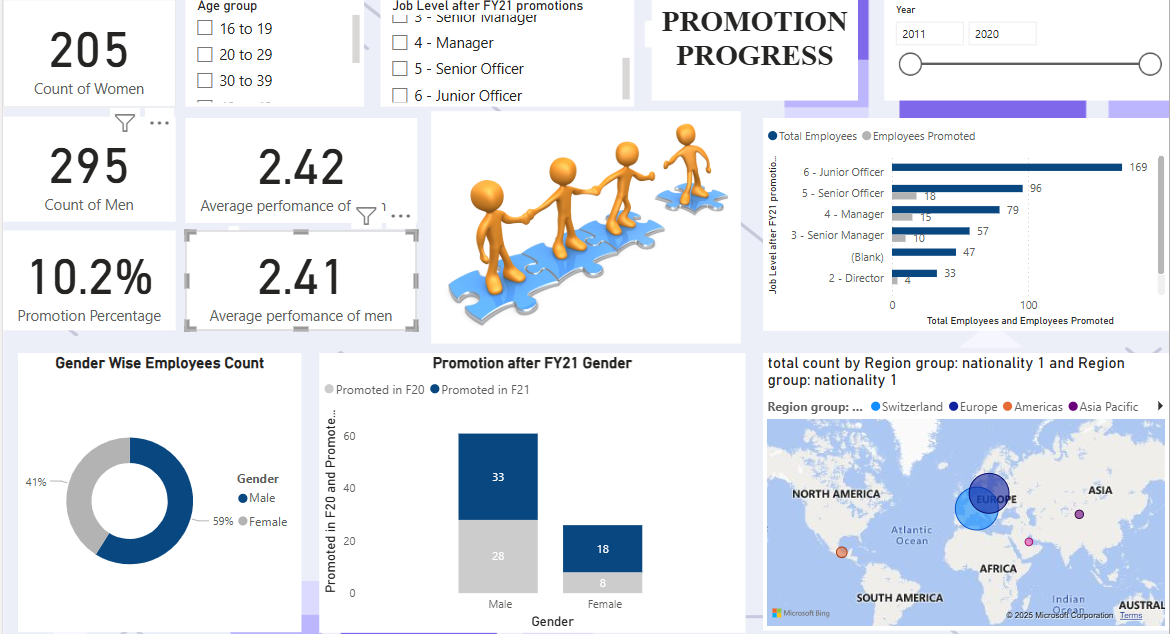 205
Count of Women
Age group
16 to 19
20 to 29
30 to 39
Job Level after FY21 promotions
3 - Senior Manager
4 - Manager
5 - Senior Officer
6 - Junior Officer
PROMOTION
PROGRESS
Year
2011 2020
295
Count of Men
2.42
Average perfomance of
10.2%
Promotion Percentage
2.41
Average perfomance of men
Total Employees Employees Promoted
Job Level after FY21 promotio...
6 - Junior Officer 169
5 - Senior Officer 96
18
4 - Manager 79
15
3 - Senior Manager 57
10
(Blank) 47
2 - Director 33
4
0 100
Total Employees and Employees Promoted
Gender Wise Employees Count
41%
59%
Gender
Male
Female
Promotion after FY21 Gender
Promoted in F20 Promoted in F21
Promoted in F20 and Promote...
60
40
20
0
33
28
18
8
Male Female
Gender
total count by Region group: nationality 1 and Region
group: nationality 1
Region group: ... Switzerland Europe Americas Asia Pacific
NORTH AMERICA
EUROPE
ASIA
Atlantic
Ocean
AFRICA
SOUTH AMERICA
Indian
Ocean
AUSTRAL
Microsoft Bing
© 2025 Microsoft Corporation Terms